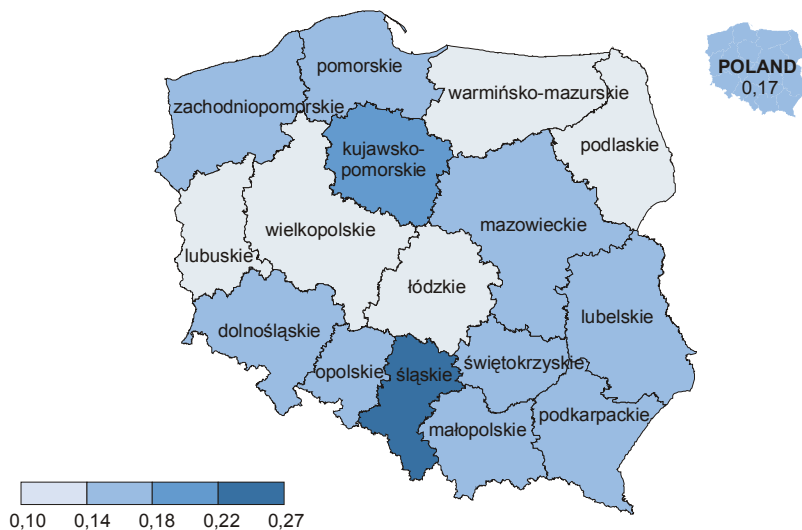 pomorskie
POLAND
0,17
warmińsko-mazurskie
zachodniopomorskie
podlaskie
kujawsko-
pomorskie
mazowieckie
wielkopolskie
lubuskie
łódzkie
lubelskie
dolnośląskie
świętokrzyskie
opolskie
śląskie
podkarpackie
małopolskie
0,10 0,14 0,18 0,22 0,27